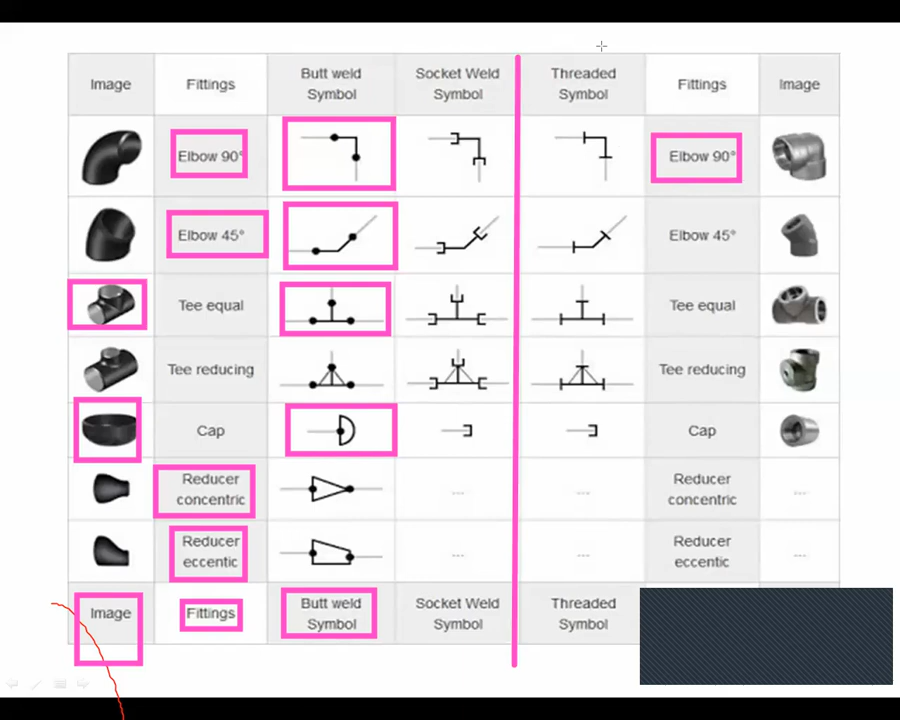 Image Fittings Butt weld Symbol Socket Weld Symbol Threaded Symbol Fittings Image
Elbow 90° Elbow 90°
Elbow 45° Elbow 45°
Tee equal Tee equal
Tee reducing Tee reducing
Cap Cap
Reducer concentric --- --- Reducer concentric ---
Reducer eccentic --- --- Reducer eccentric ---
Image Fittings Butt weld Symbol Socket Weld Symbol Threaded Symbol